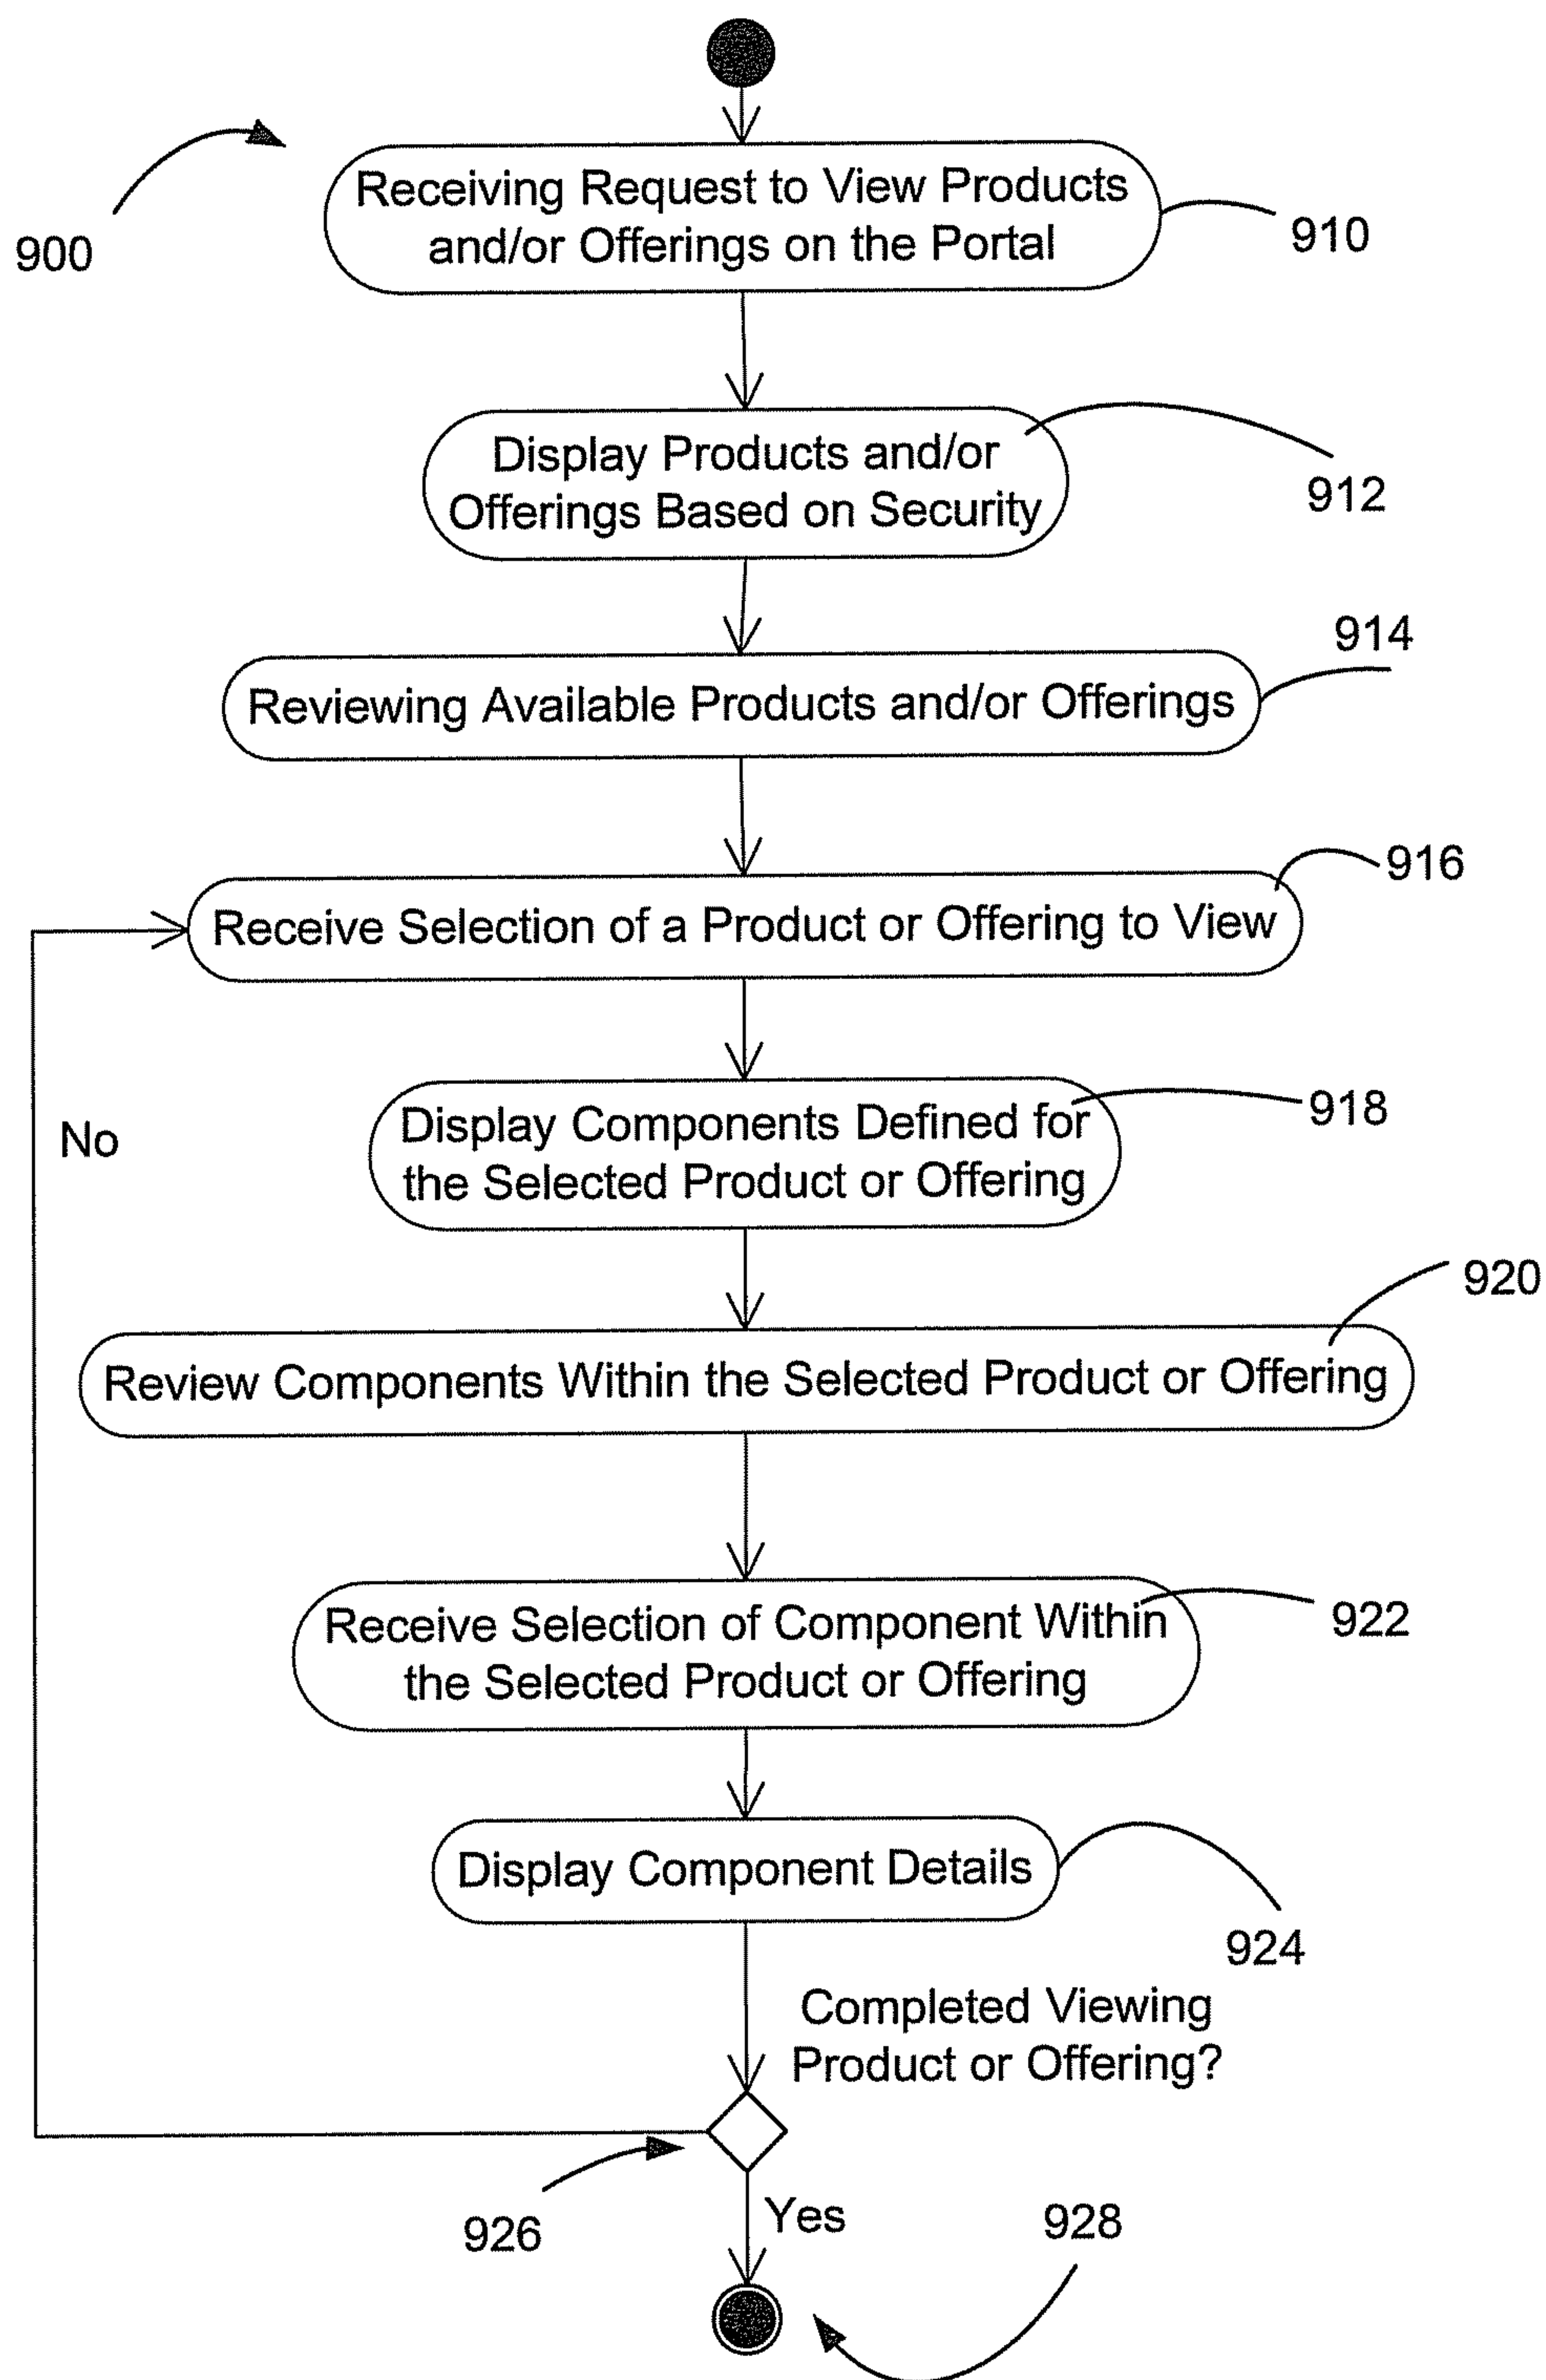 900
Receiving Request to View Products
and/or Offerings on the Portal
910
Display Products and/or
Offerings Based on Security
912
914
Reviewing Available Products and/or Offerings
916
Receive Selection of a Product or Offering to View
No
Display Components Defined for
the Selected Product or Offering
918
920
Review Components Within the Selected Product or Offering
Receive Selection of Component Within
the Selected Product or Offering
922
Display Component Details
924
Completed Viewing
Product or Offering?
926
Yes
928